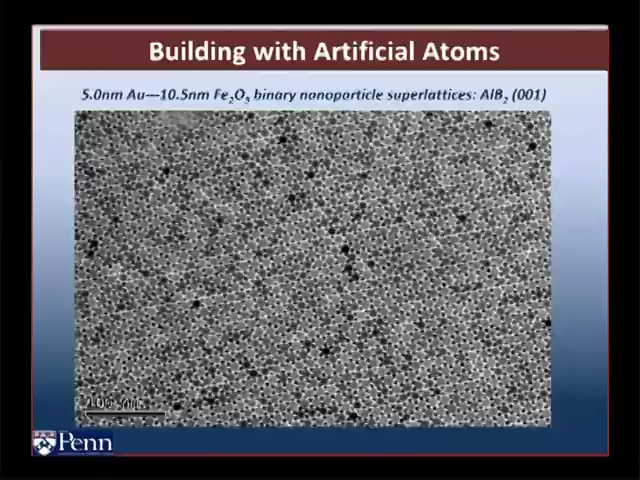 Building with Artificial Atoms
5.0nm Au—10.5nm Fe₂O₃ binary nanoparticle superlattices: AlB₂ (001)
100 nm
Penn